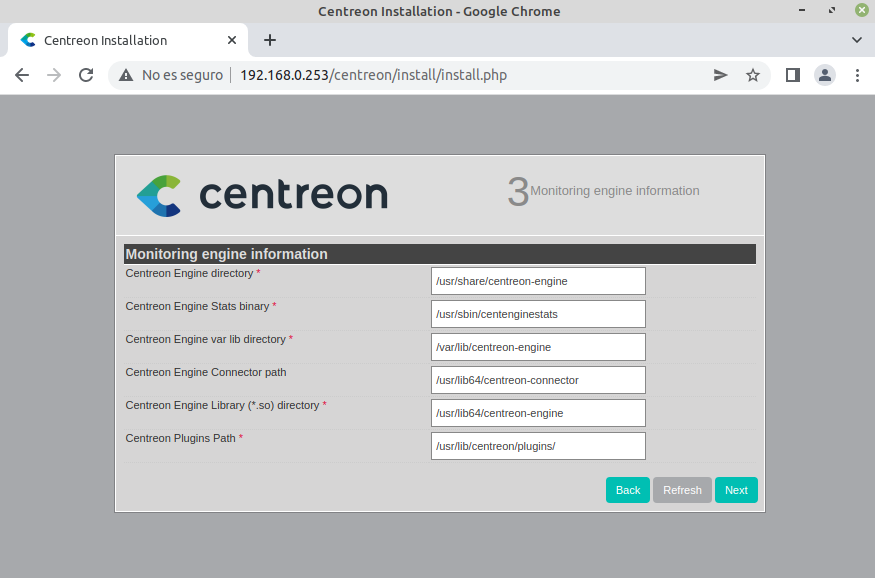 Centreon Installation - Google Chrome
Centreon Installation
No es seguro 192.168.0.253/centreon/install/install.php
centreon
3 Monitoring engine information
Monitoring engine information
Centreon Engine directory * /usr/share/centreon-engine
Centreon Engine Stats binary * /usr/sbin/centenginestats
Centreon Engine var lib directory * /var/lib/centreon-engine
Centreon Engine Connector path /usr/lib64/centreon-connector
Centreon Engine Library (*.so) directory * /usr/lib64/centreon-engine
Centreon Plugins Path * /usr/lib/centreon/plugins/
Back Refresh Next